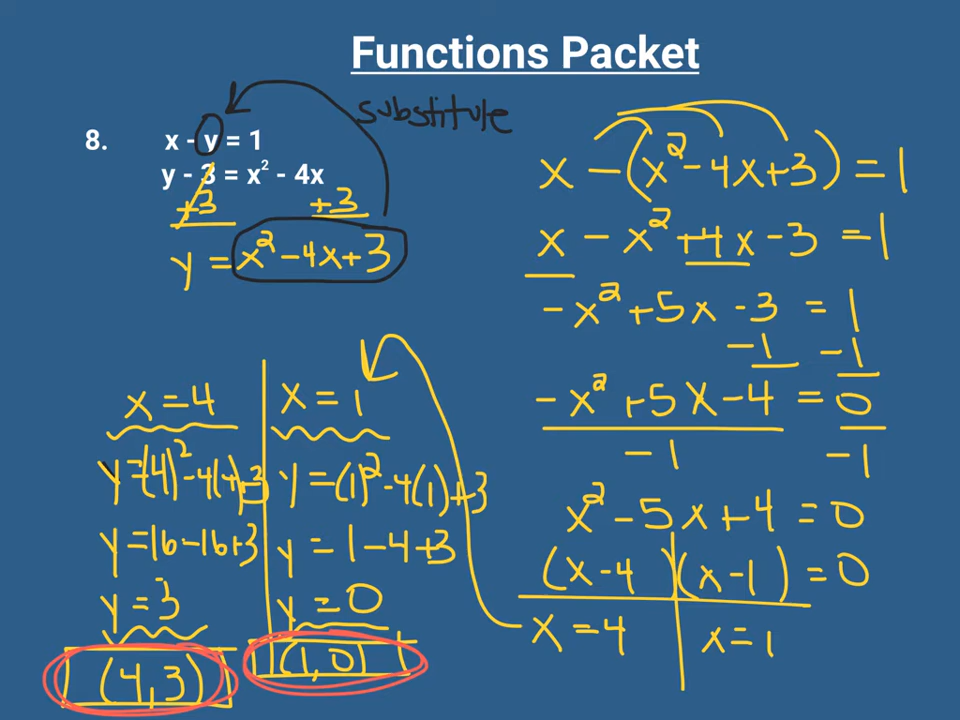 Functions Packet
substitute
8. x - y = 1
y - 3 = x² - 4x
+3 +3
y = x² - 4x + 3
x - (x² - 4x + 3) = 1
x - x² + 4x - 3 = 1
-x² + 5x - 3 = 1
-1 -1
-x² + 5x - 4 = 0
-1 -1
x² - 5x + 4 = 0
(x - 4)(x - 1) = 0
x = 4 x = 1
x = 4
y = (4)² - 4(4) + 3
y = 16 - 16 + 3
y = 3
(4,3)
x = 1
y = (1)² - 4(1) + 3
y = 1 - 4 + 3
y = 0
(1,0)